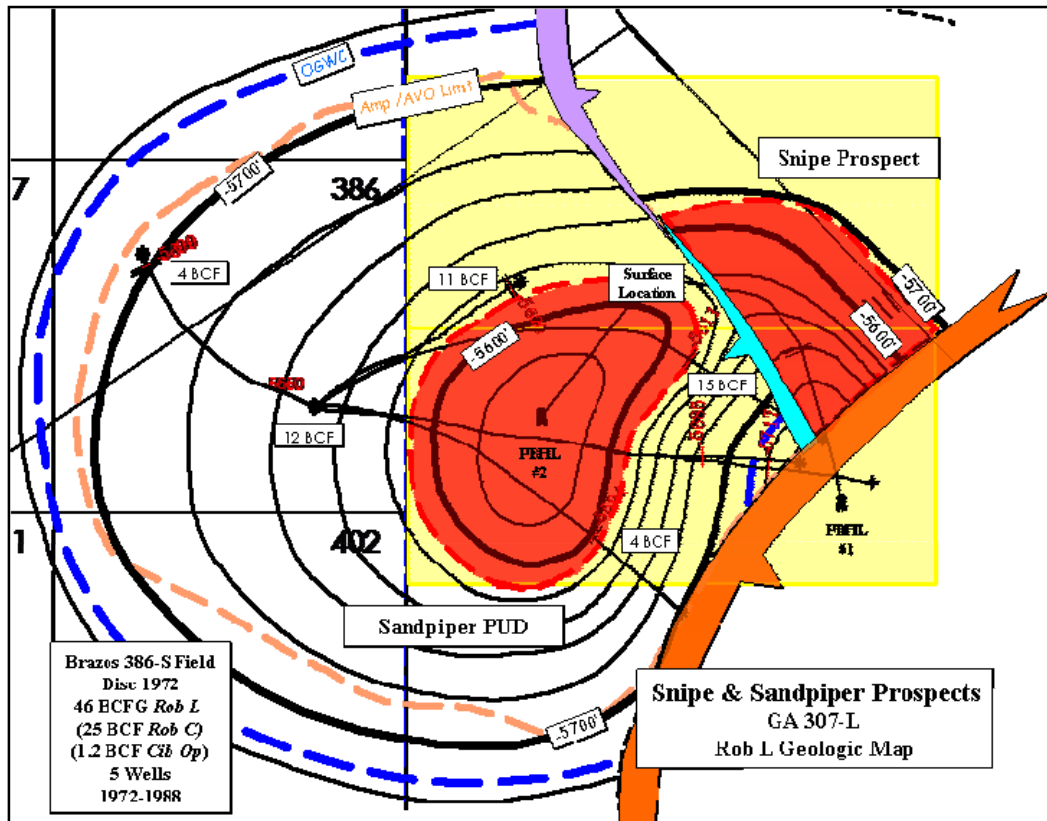 OGWC
Amp/AVO Limit
Snipe Prospect
7
386
-5700'
4 BCF
11 BCF
Surface
Location
-5700'
-5600'
-5600'
15 BCF
12 BCF
#2
4 BCF
#1
1
402
Sandpiper PUD
Brazos 386-S Field
Disc 1972
46 BCFG Rob L
(25 BCF Rob C)
(1.2 BCF Cib Op)
5 Wells
1972-1988
-5700'
Snipe & Sandpiper Prospects
GA 307-L
Rob L Geologic Map